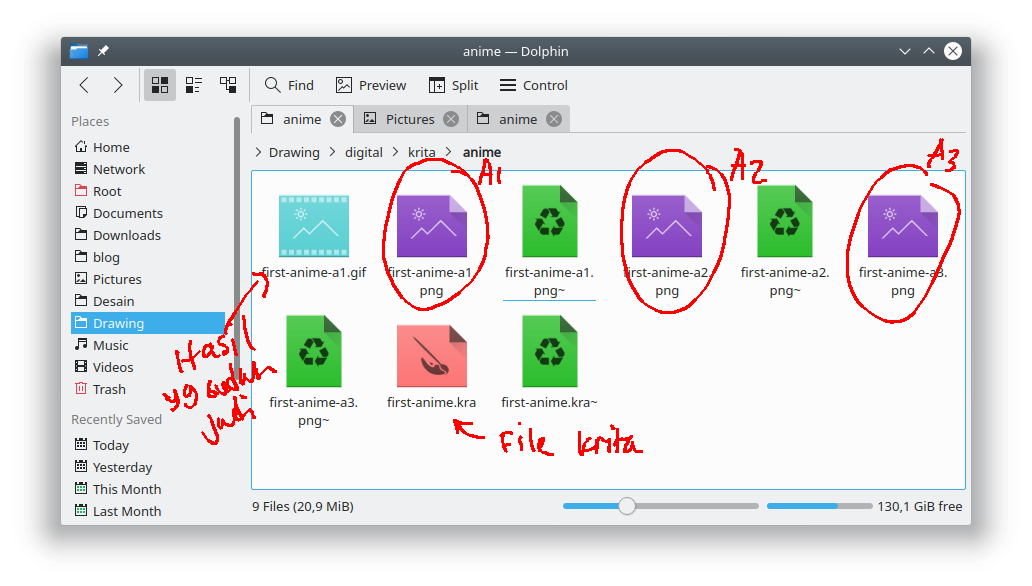 anime — Dolphin
Find Preview Split Control
Places
Home
Network
Root
Documents
Downloads
blog
Pictures
Desain
Drawing
Music
Videos
Trash
Recently Saved
Today
Yesterday
This Month
Last Month
anime Pictures anime
> Drawing > digital > krita > anime
A1
A2
A3
first-anime-a1.gif
first-anime-a1.
png
first-anime-a1.
png~
first-anime-a2.
png
first-anime-a2.
png~
first-anime-a3.
png
first-anime-a3.
png~
first-anime.kra
first-anime.kra~
Hasil
yg sudah
jadi
File krita
9 Files (20,9 MiB)
130,1 GiB free